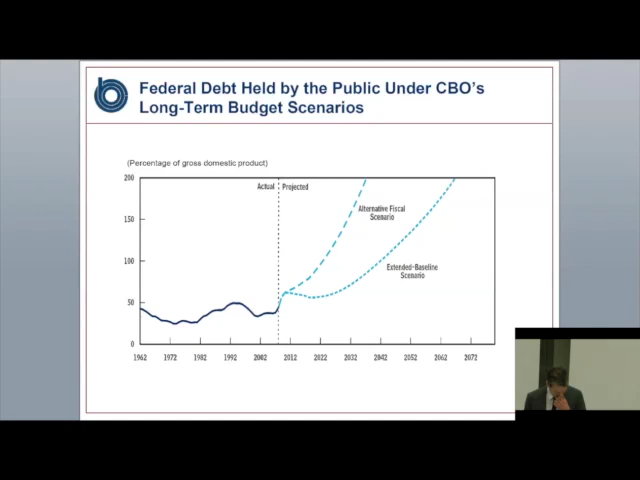 Federal Debt Held by the Public Under CBO's
Long-Term Budget Scenarios
(Percentage of gross domestic product)
200
Actual Projected
Alternative Fiscal
Scenario
150
100
Extended-Baseline
Scenario
50
0
1962 1972 1982 1992 2002 2012 2022 2032 2042 2052 2062 2072